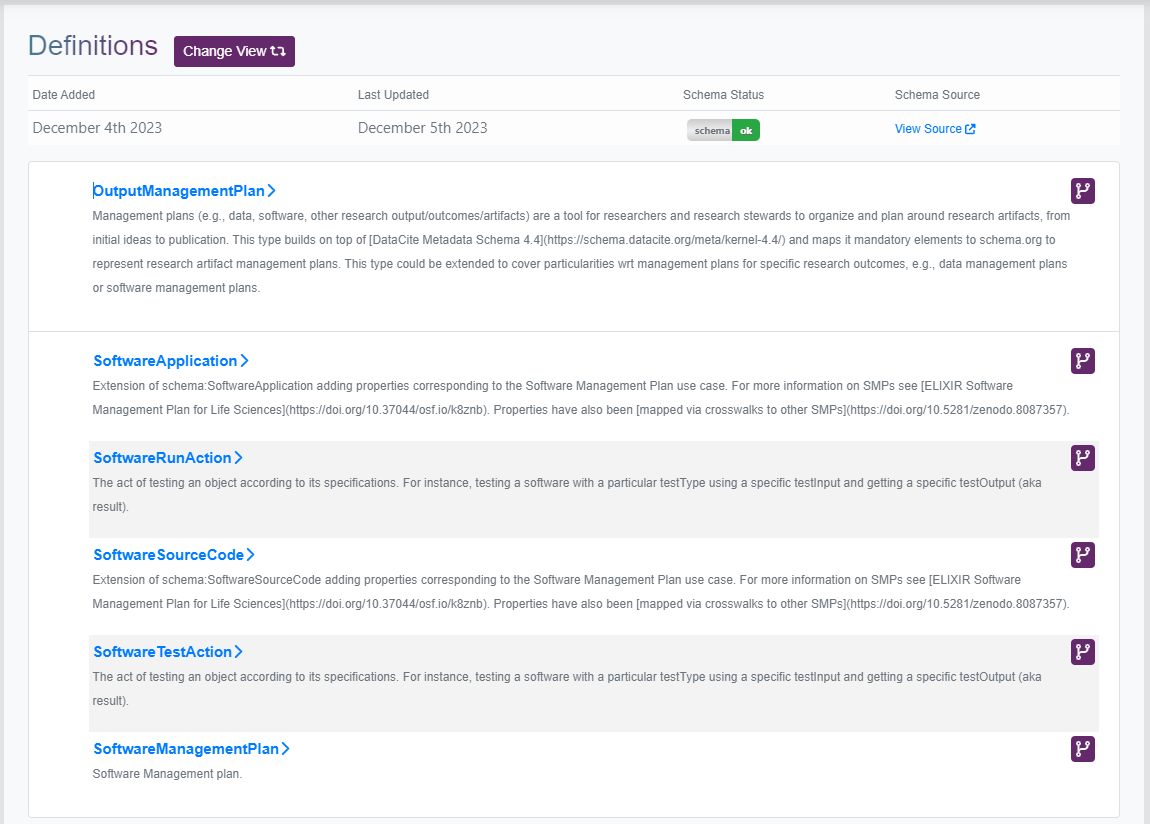 Definitions Change View
Date Added Last Updated Schema Status Schema Source
December 4th 2023 December 5th 2023 schema ok View Source
OutputManagementPlan
Management plans (e.g., data, software, other research output/outcomes/artifacts) are a tool for researchers and research stewards to organize and plan around research artifacts, from
initial ideas to publication. This type builds on top of [DataCite Metadata Schema 4.4](https://schema.datacite.org/meta/kernel-4.4/) and maps it mandatory elements to schema.org to
represent research artifact management plans. This type could be extended to cover particularities wrt management plans for specific research outcomes, e.g., data management plans
or software management plans.
SoftwareApplication
Extension of schema:SoftwareApplication adding properties corresponding to the Software Management Plan use case. For more information on SMPs see [ELIXIR Software
Management Plan for Life Sciences](https://doi.org/10.37044/osf.io/k8znb). Properties have also been [mapped via crosswalks to other SMPs](https://doi.org/10.5281/zenodo.8087357).
SoftwareRunAction
The act of testing an object according to its specifications. For instance, testing a software with a particular testType using a specific testInput and getting a specific testOutput (aka
result).
SoftwareSourceCode
Extension of schema:SoftwareSourceCode adding properties corresponding to the Software Management Plan use case. For more information on SMPs see [ELIXIR Software
Management Plan for Life Sciences](https://doi.org/10.37044/osf.io/k8znb). Properties have also been [mapped via crosswalks to other SMPs](https://doi.org/10.5281/zenodo.8087357).
SoftwareTestAction
The act of testing an object according to its specifications. For instance, testing a software with a particular testType using a specific testInput and getting a specific testOutput (aka
result).
SoftwareManagementPlan
Software Management plan.